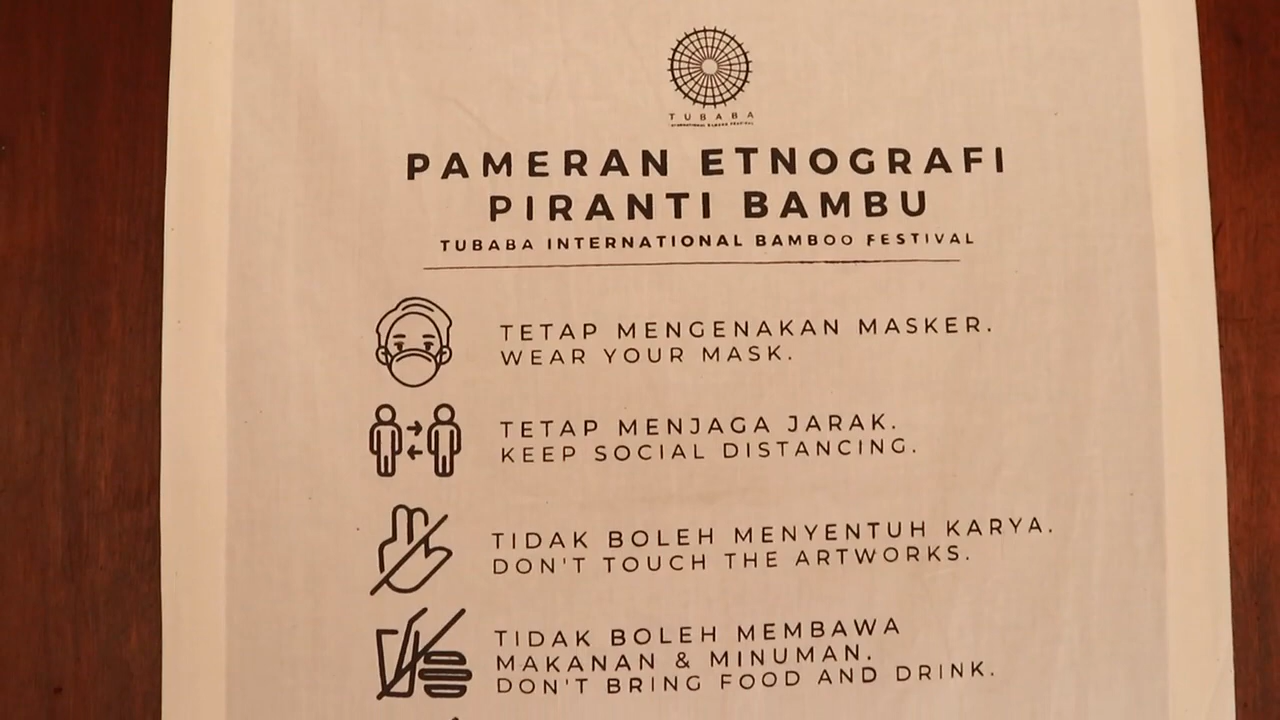 TUBABA
PAMERAN ETNOGRAFI
PIRANTI BAMBU
TUBABA INTERNATIONAL BAMBOO FESTIVAL
TETAP MENGENAKAN MASKER.
WEAR YOUR MASK.
TETAP MENJAGA JARAK.
KEEP SOCIAL DISTANCING.
TIDAK BOLEH MENYENTUH KARYA.
DON'T TOUCH THE ARTWORKS.
TIDAK BOLEH MEMBAWA
MAKANAN & MINUMAN.
DON'T BRING FOOD AND DRINK.